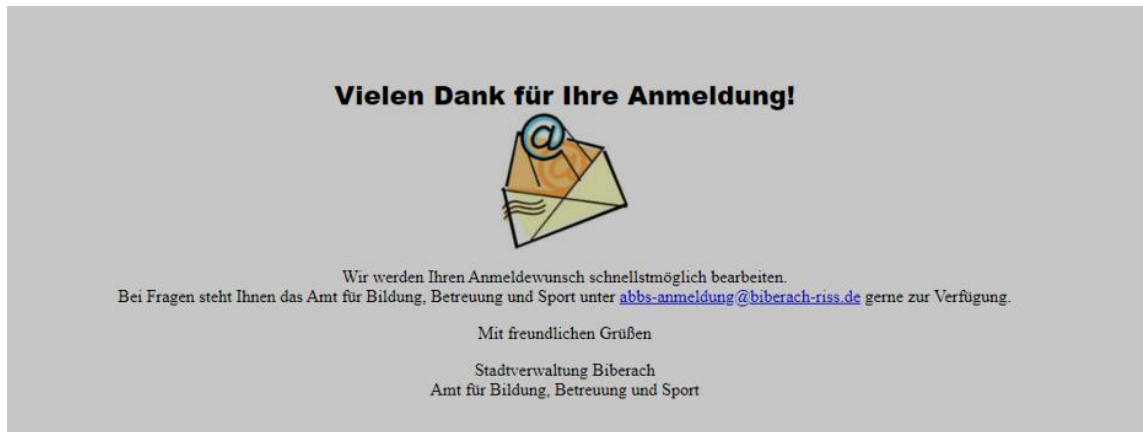 Vielen Dank für Ihre Anmeldung!
@
@
Wir werden Ihren Anmeldewunsch schnellstmöglich bearbeiten.
Bei Fragen steht Ihnen das Amt für Bildung, Betreuung und Sport unter abbs-anmeldung@biberach-riss.de gerne zur Verfügung.
Mit freundlichen Grüßen
Stadtverwaltung Biberach
Amt für Bildung, Betreuung und Sport